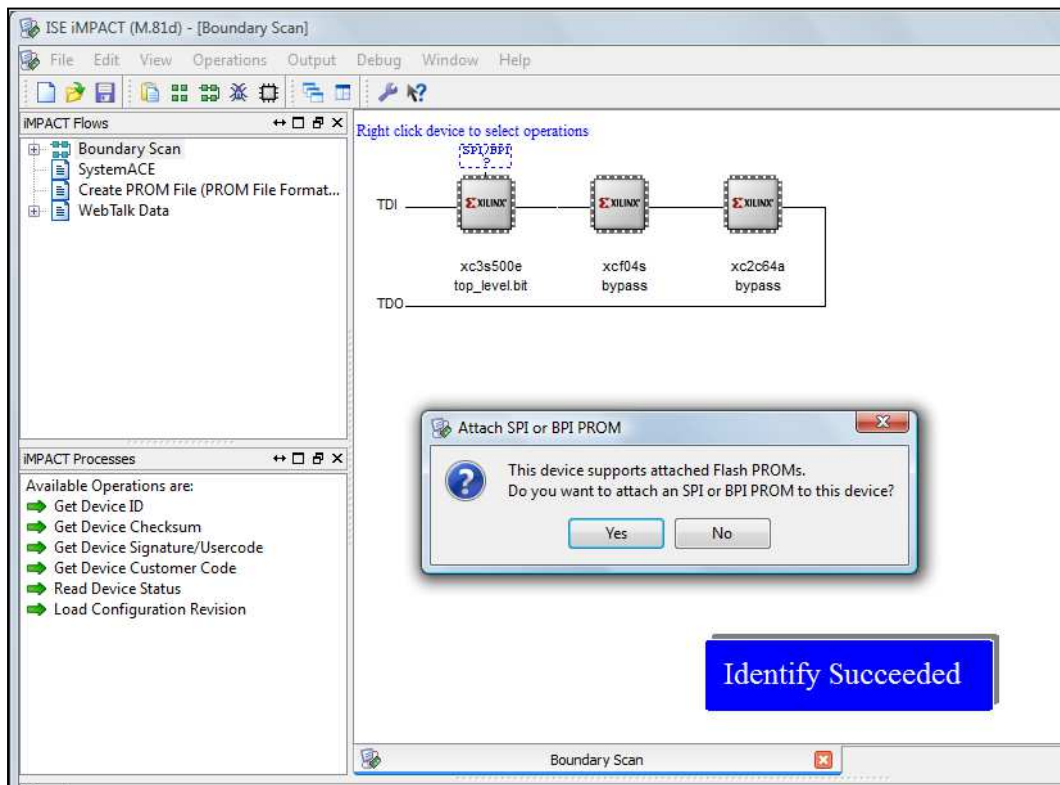 ISE iMPACT (M.81d) - [Boundary Scan]
File Edit View Operations Output Debug Window Help
iMPACT Flows
Boundary Scan
SystemACE
Create PROM File (PROM File Format...
WebTalk Data
iMPACT Processes
Available Operations are:
Get Device ID
Get Device Checksum
Get Device Signature/Usercode
Get Device Customer Code
Read Device Status
Load Configuration Revision
Right click device to select operations
SPI/BPI
?
TDI
XILINX XILINX XILINX
xc3s500e xcf04s xc2c64a
top_level.bit bypass bypass
TDO
Attach SPI or BPI PROM
This device supports attached Flash PROMs.
Do you want to attach an SPI or BPI PROM to this device?
Yes No
Identify Succeeded
Boundary Scan